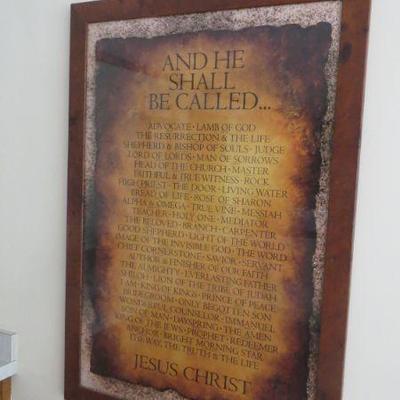 AND HE
SHALL
BE CALLED...
ADVOCATE · LAMB OF GOD
THE RESURRECTION & THE LIFE
SHEPHERD & BISHOP OF SOULS · JUDGE
LORD OF LORDS · MAN OF SORROWS
HEAD OF THE CHURCH · MASTER
FAITHFUL & TRUE WITNESS · ROCK
HIGH PRIEST · THE DOOR · LIVING WATER
BREAD OF LIFE · ROSE OF SHARON
ALPHA & OMEGA · TRUE VINE · MESSIAH
TEACHER · HOLY ONE · MEDIATOR
THE BELOVED · BRANCH · CARPENTER
GOOD SHEPHERD · LIGHT OF THE WORLD
IMAGE OF THE INVISIBLE GOD · THE WORD
CHIEF CORNERSTONE · SAVIOR · SERVANT
AUTHOR & FINISHER OF OUR FAITH
THE ALMIGHTY · EVERLASTING FATHER
SHILOH · LION OF THE TRIBE OF JUDAH
I AM · KING OF KINGS · PRINCE OF PEACE
BRIDEGROOM · ONLY BEGOTTEN SON
WONDERFUL COUNSELOR · IMMANUEL
SON OF MAN · DAYSPRING · THE AMEN
KING OF THE JEWS · PROPHET · REDEEMER
ANCHOR · BRIGHT MORNING STAR
THE WAY, THE TRUTH & THE LIFE
JESUS CHRIST